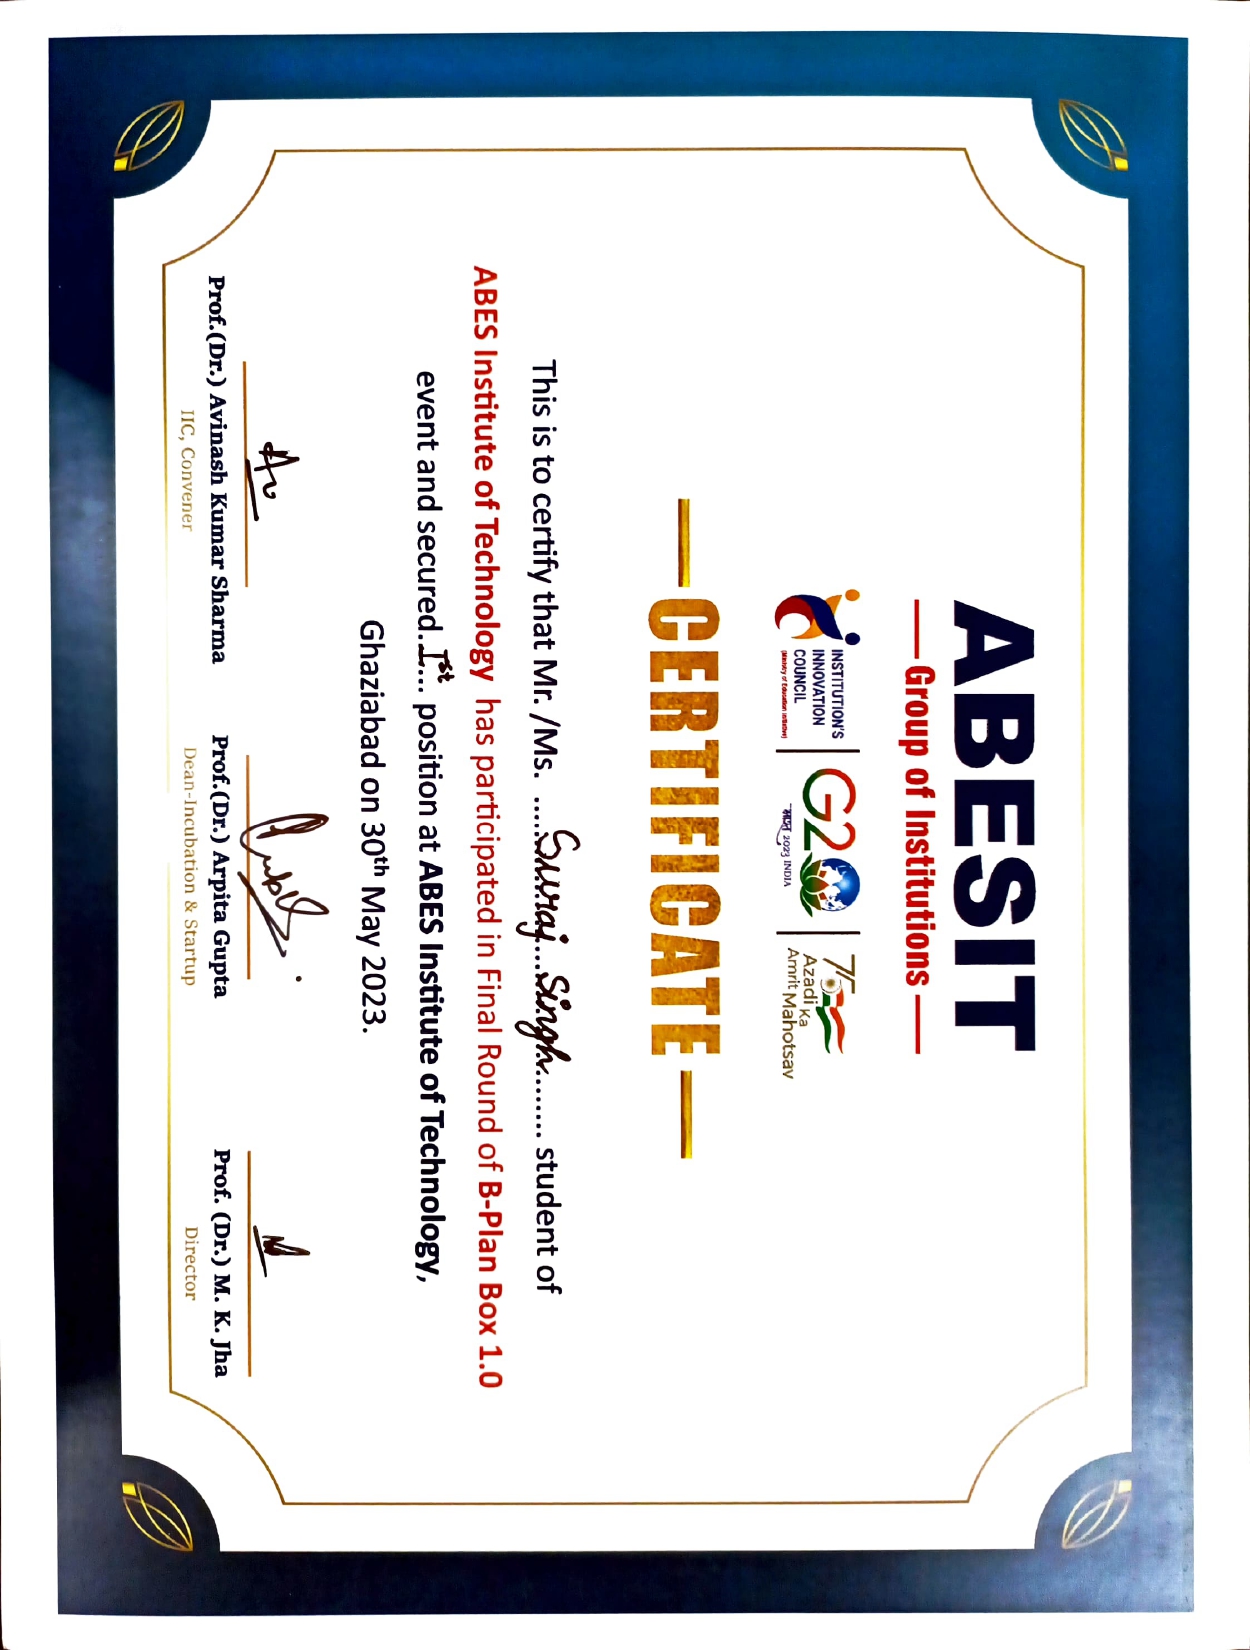 ABESIT
Group of Institutions
INSTITUTION'S
INNOVATION
COUNCIL
(Ministry of Education initiative)
G20
भारत 2023 INDIA
75
Azadi Ka
Amrit Mahotsav
CERTIFICATE
This is to certify that Mr. /Ms. .....Suraj...Singh........ student of
ABES Institute of Technology has participated in Final Round of B-Plan Box 1.0
event and secured..Ist... position at ABES Institute of Technology,
Ghaziabad on 30th May 2023.
Prof.(Dr.) Avinash Kumar Sharma
IIC, Convener
Prof.(Dr.) Arpita Gupta
Dean-Incubation & Startup
Prof. (Dr.) M. K. Jha
Director